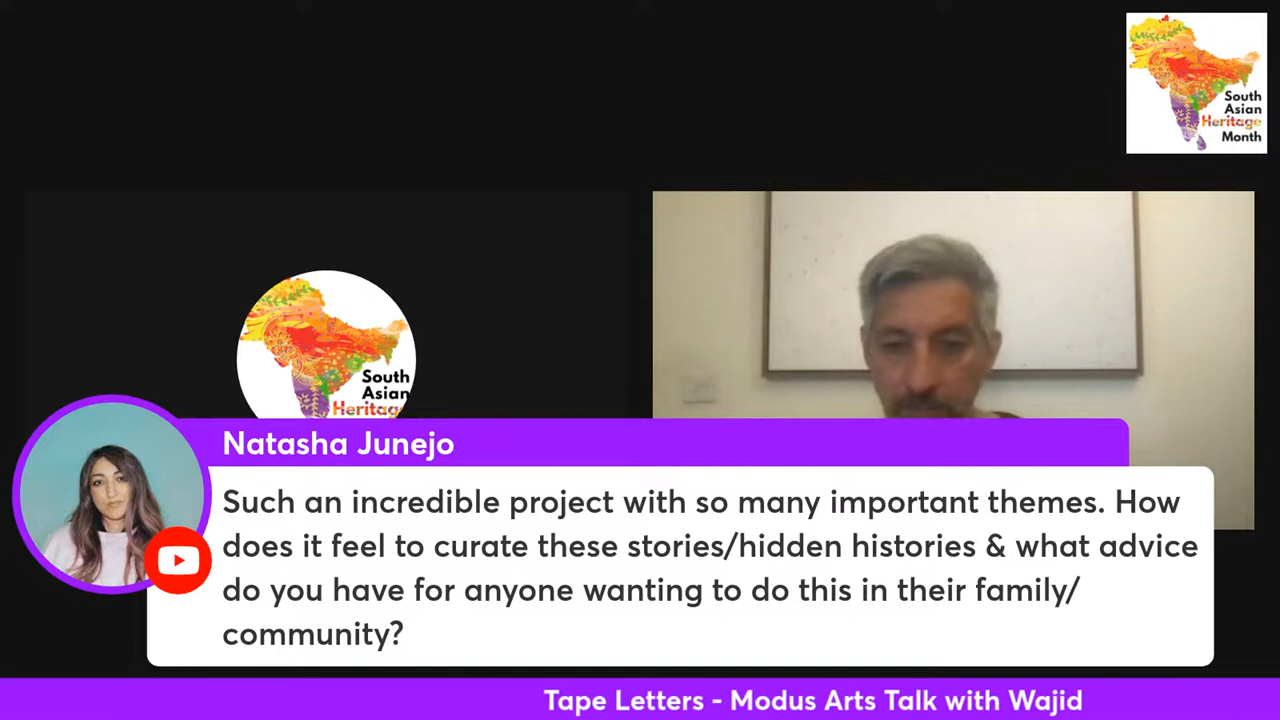 South
Asian
Heritage
Month
South
Asian
Heritage
Natasha Junejo
Such an incredible project with so many important themes. How
does it feel to curate these stories/hidden histories & what advice
do you have for anyone wanting to do this in their family/
community?
Tape Letters - Modus Arts Talk with Wajid